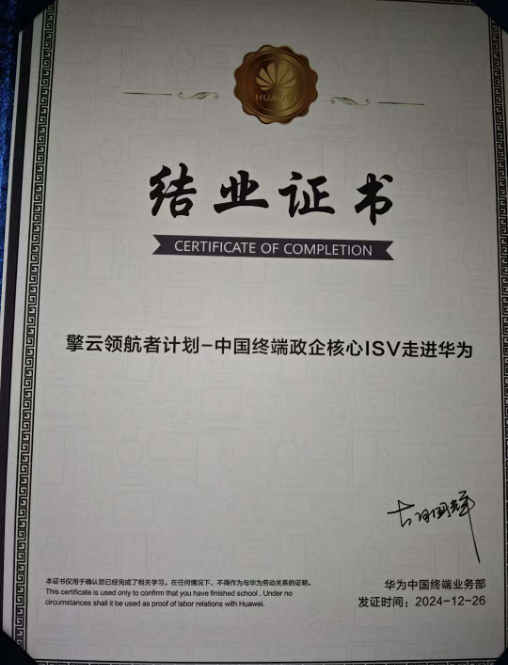 HUAWEI
结业证书
CERTIFICATE OF COMPLETION
擎云领航者计划-中国终端政企核心ISV走进华为
本证书仅用于确认您已经完成了相关学习。在任何情况下，不得作为与华为劳动关系的证明。
This certificate is used only to confirm that you have finished school . Under no
circumstances shall it be used as proof of labor relations with Huawei.
华为中国终端业务部
发证时间：2024-12-26